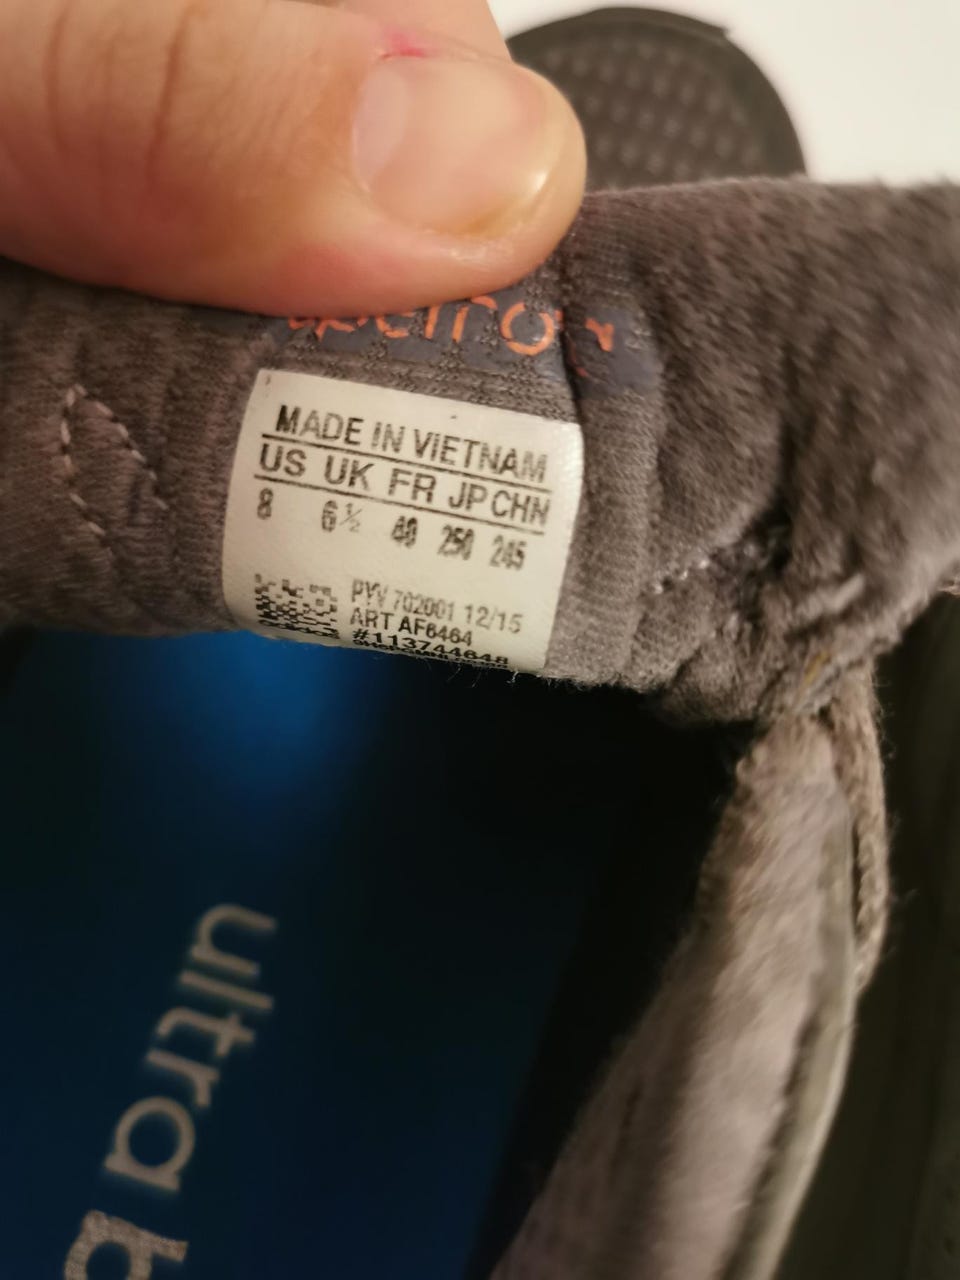 MADE IN VIETNAM
US UK FR JP CHN
8 6½ 40 250 245
PYV 702001 12/15
ART AF6464
#113744648
ultra b